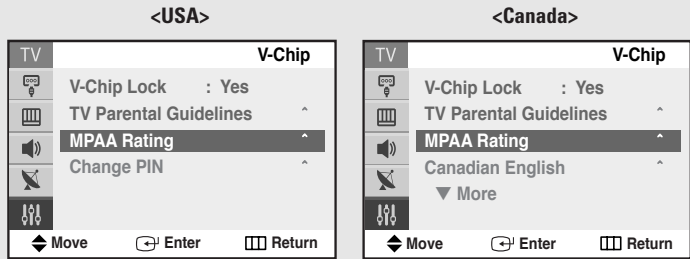 <USA>
TV V-Chip
V-Chip Lock : Yes
TV Parental Guidelines
MPAA Rating
Change PIN
Move Enter Return
<Canada>
TV V-Chip
V-Chip Lock : Yes
TV Parental Guidelines
MPAA Rating
Canadian English
▼ More
Move Enter Return